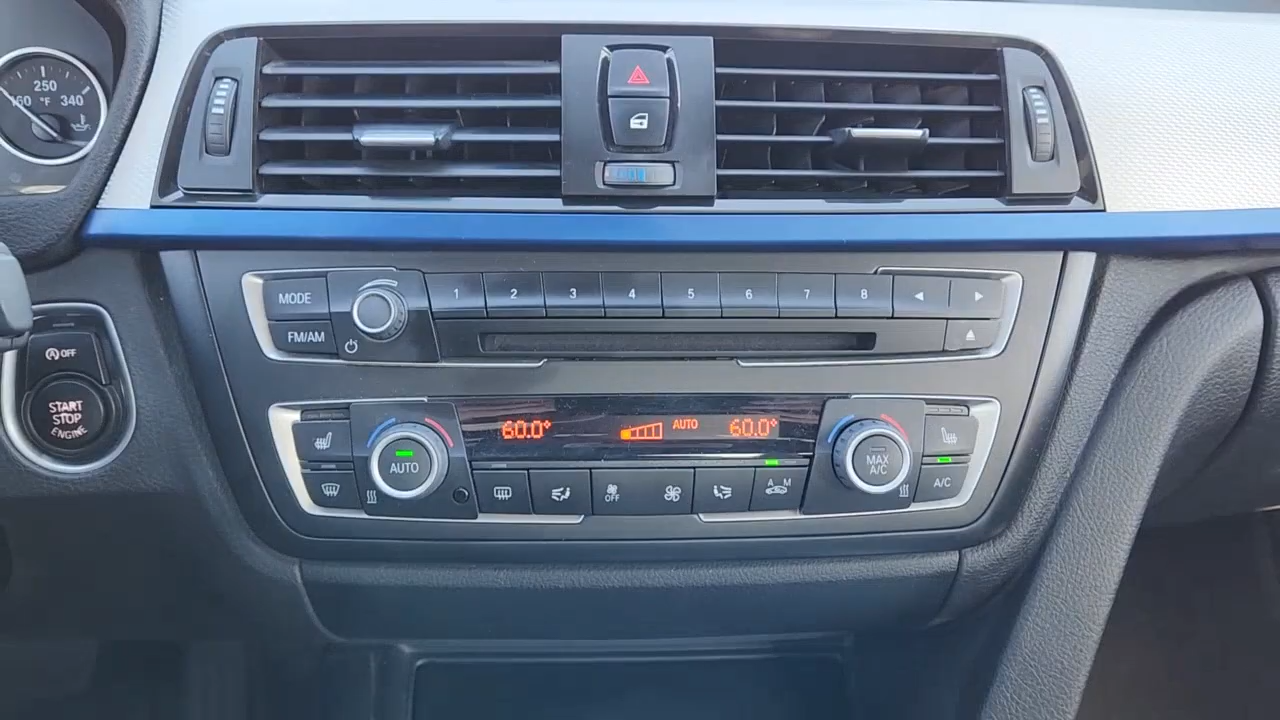 250
160 °F 340
MODE
1 2 3 4 5 6 7 8
FM/AM
OFF
START
STOP
ENGINE
60.0° AUTO 60.0°
AUTO
MAX
A/C
OFF
A M
A/C